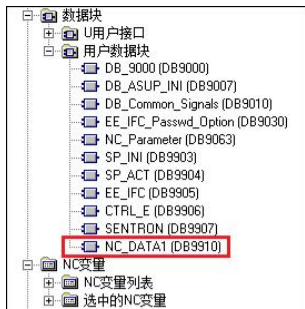 数据块
U用户接口
用户数据块
DB_9000 (DB9000)
DB_ASUP_INI (DB9007)
DB_Common_Signals (DB9010)
EE_IFC_Passwd_Option (DB9030)
NC_Parameter (DB9063)
SP_INI (DB9903)
SP_ACT (DB9904)
EE_IFC (DB9905)
CTRL_E (DB9906)
SENTRON (DB9907)
NC_DATA1 (DB9910)
NC变量
NC变量列表
选中的NC变量